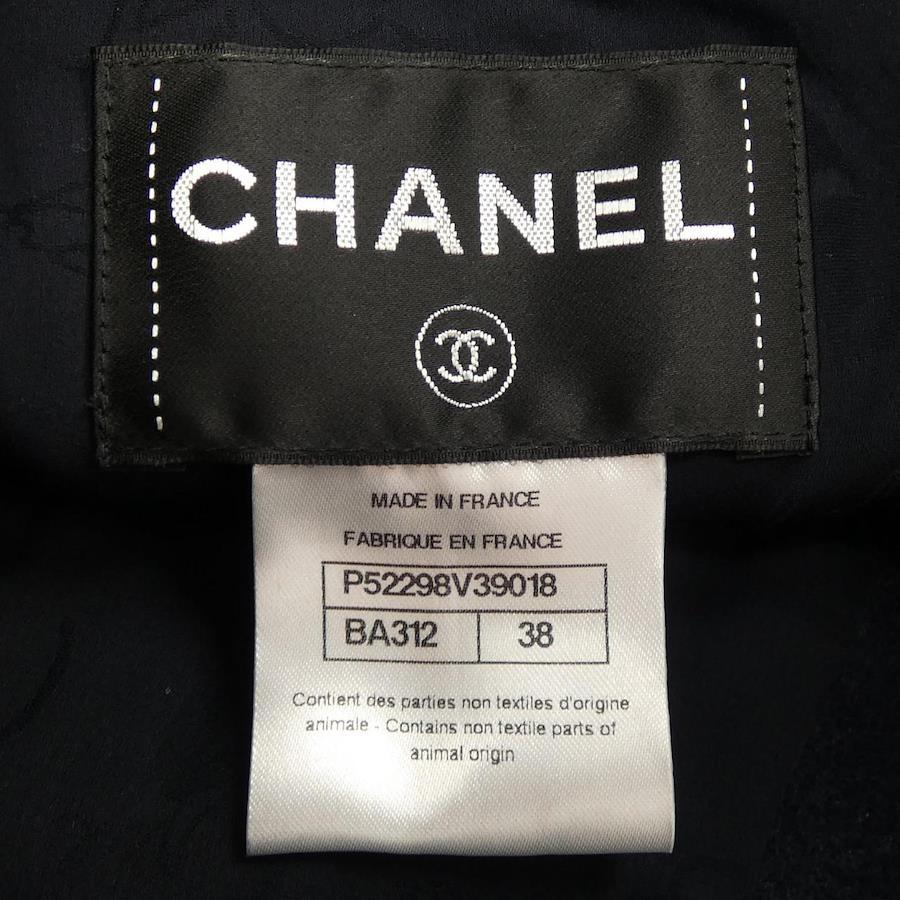 CHANEL
MADE IN FRANCE
FABRIQUE EN FRANCE
P52298V39018
BA312 38
Contient des parties non textiles d'origine
animale - Contains non textile parts of
animal origin